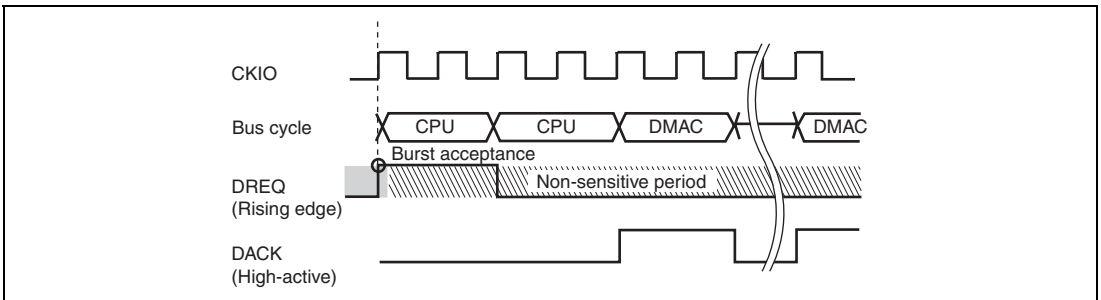 CKIO
Bus cycle
CPU CPU DMAC DMAC
Burst acceptance
DREQ
(Rising edge)
Non-sensitive period
DACK
(High-active)